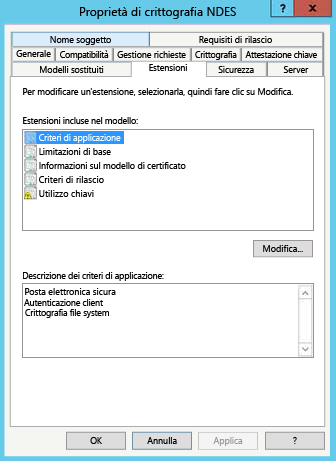 Proprietà di crittografia NDES
?
Nome soggetto
Requisiti di rilascio
Generale
Compatibilità
Gestione richieste
Crittografia
Attestazione chiave
Modelli sostituiti
Estensioni
Sicurezza
Server
Per modificare un'estensione, selezionarla, quindi fare clic su Modifica.
Estensioni incluse nel modello:
Criteri di applicazione
Limitazioni di base
Informazioni sul modello di certificato
Criteri di rilascio
Utilizzo chiavi
Modifica...
Descrizione dei criteri di applicazione:
Posta elettronica sicura
Autenticazione client
Crittografia file system
OK
Annulla
Applica
?